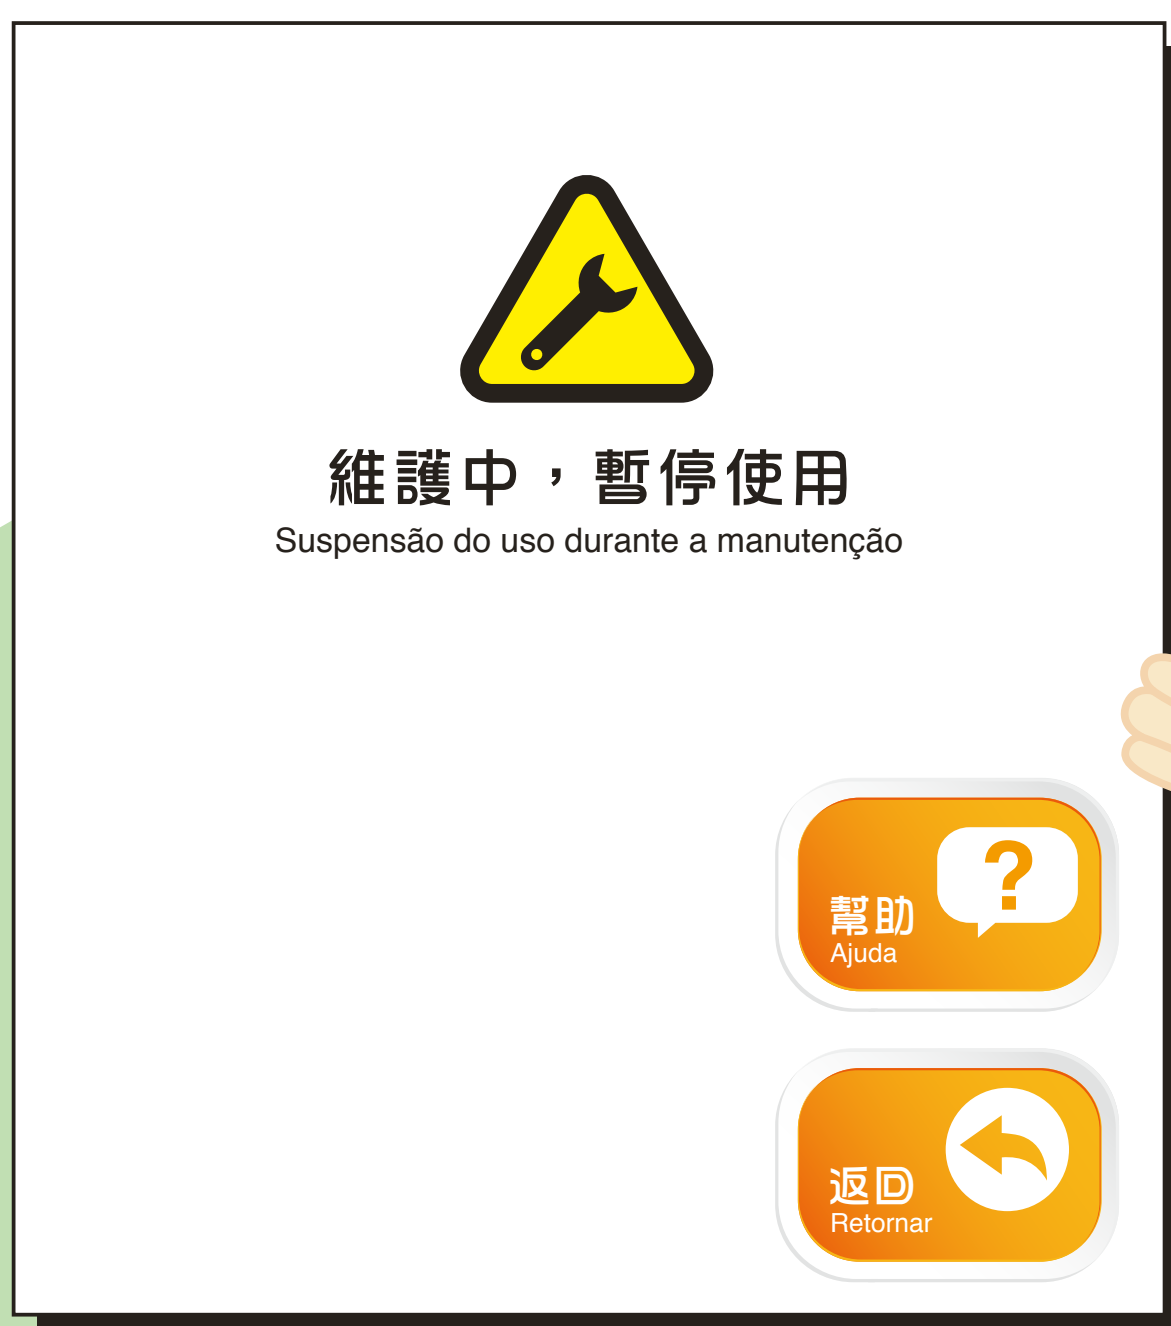 維護中，暫停使用
Suspensão do uso durante a manutenção
?
幫助
Ajuda
返回
Retornar